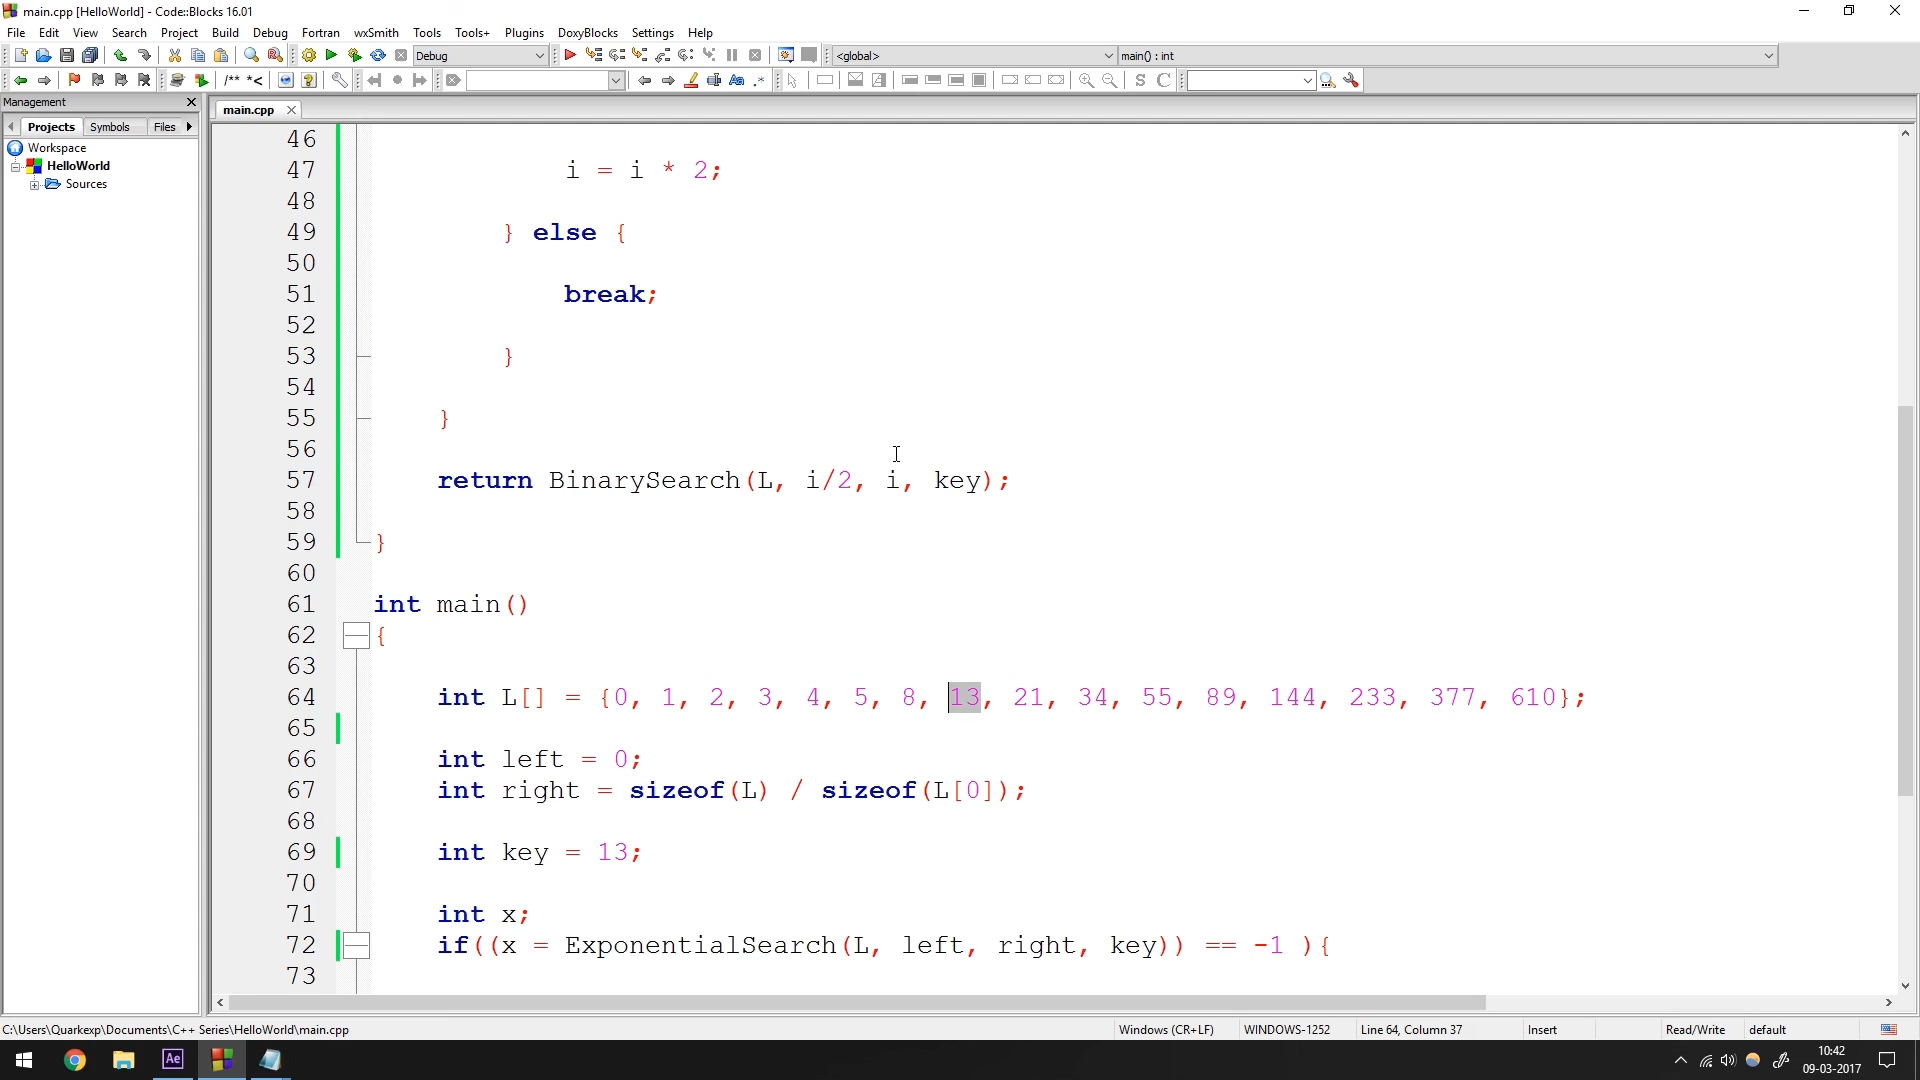 main.cpp [HelloWorld] - Code::Blocks 16.01
File Edit View Search Project Build Debug Fortran wxSmith Tools Tools+ Plugins DoxyBlocks Settings Help
Debug <global> main() : int
/** *< Aa .* S C
Management
main.cpp
Projects Symbols Files
Workspace
HelloWorld
Sources
46
47 i = i * 2;
48
49 } else {
50
51 break;
52
53 }
54
55 }
56
57 return BinarySearch(L, i/2, i, key);
58
59 }
60
61 int main()
62 {
63
64 int L[] = {0, 1, 2, 3, 4, 5, 8, 13, 21, 34, 55, 89, 144, 233, 377, 610};
65
66 int left = 0;
67 int right = sizeof(L) / sizeof(L[0]);
68
69 int key = 13;
70
71 int x;
72 if((x = ExponentialSearch(L, left, right, key)) == -1 ){
73
C:\Users\Quarkexp\Documents\C++ Series\HelloWorld\main.cpp Windows (CR+LF) WINDOWS-1252 Line 64, Column 37 Insert Read/Write default
Ae
10:42
09-03-2017